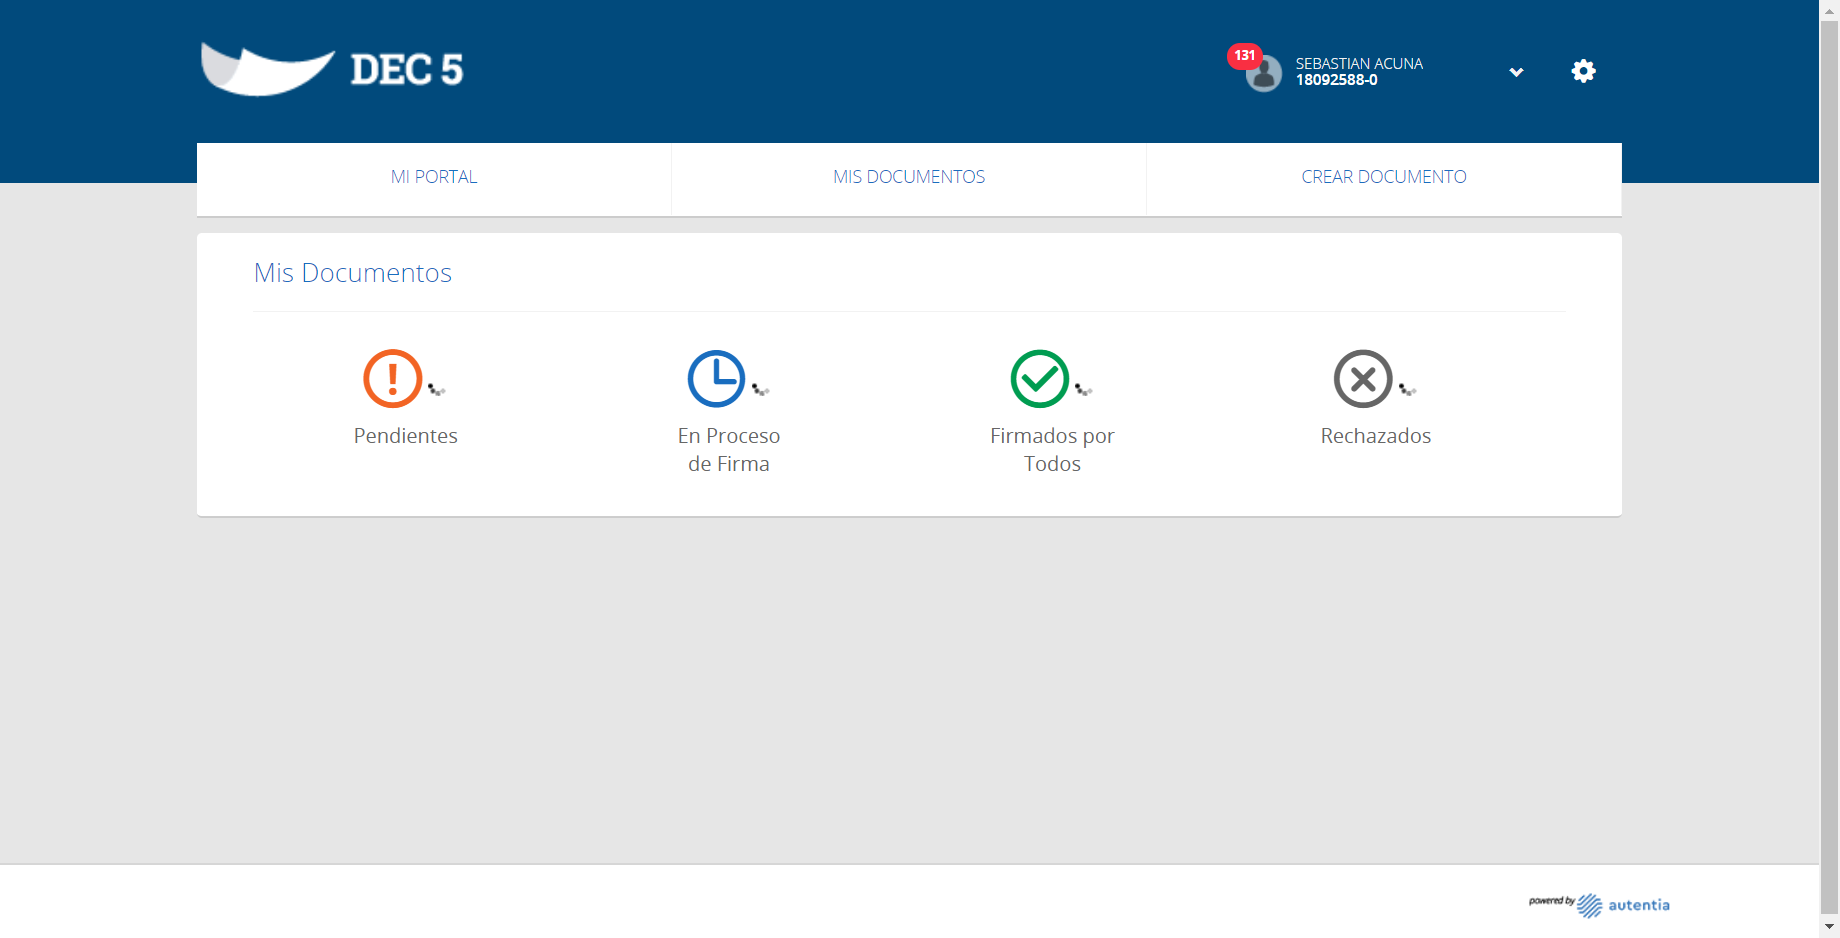 DEC 5
131
SEBASTIAN ACUNA
18092588-0
MI PORTAL
MIS DOCUMENTOS
CREAR DOCUMENTO
Mis Documentos
Pendientes
En Proceso
de Firma
Firmados por
Todos
Rechazados
powered by autentia